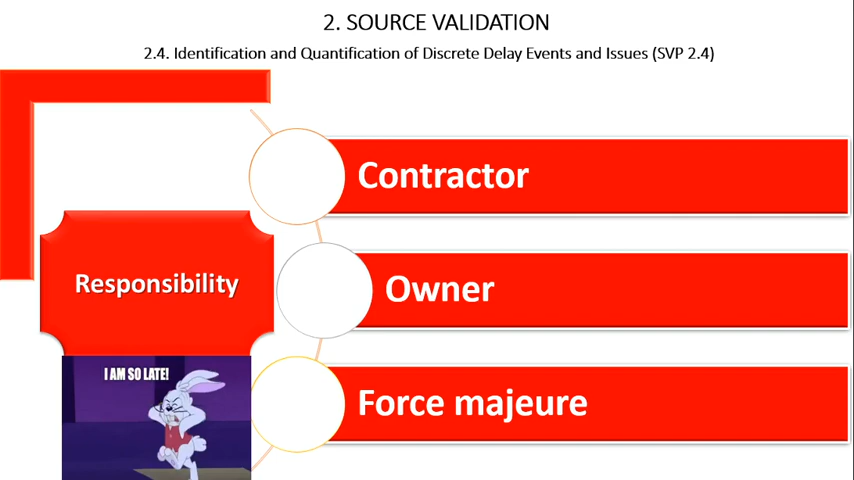 2. SOURCE VALIDATION
2.4. Identification and Quantification of Discrete Delay Events and Issues (SVP 2.4)
Contractor
Responsibility
Owner
I AM SO LATE!
Force majeure